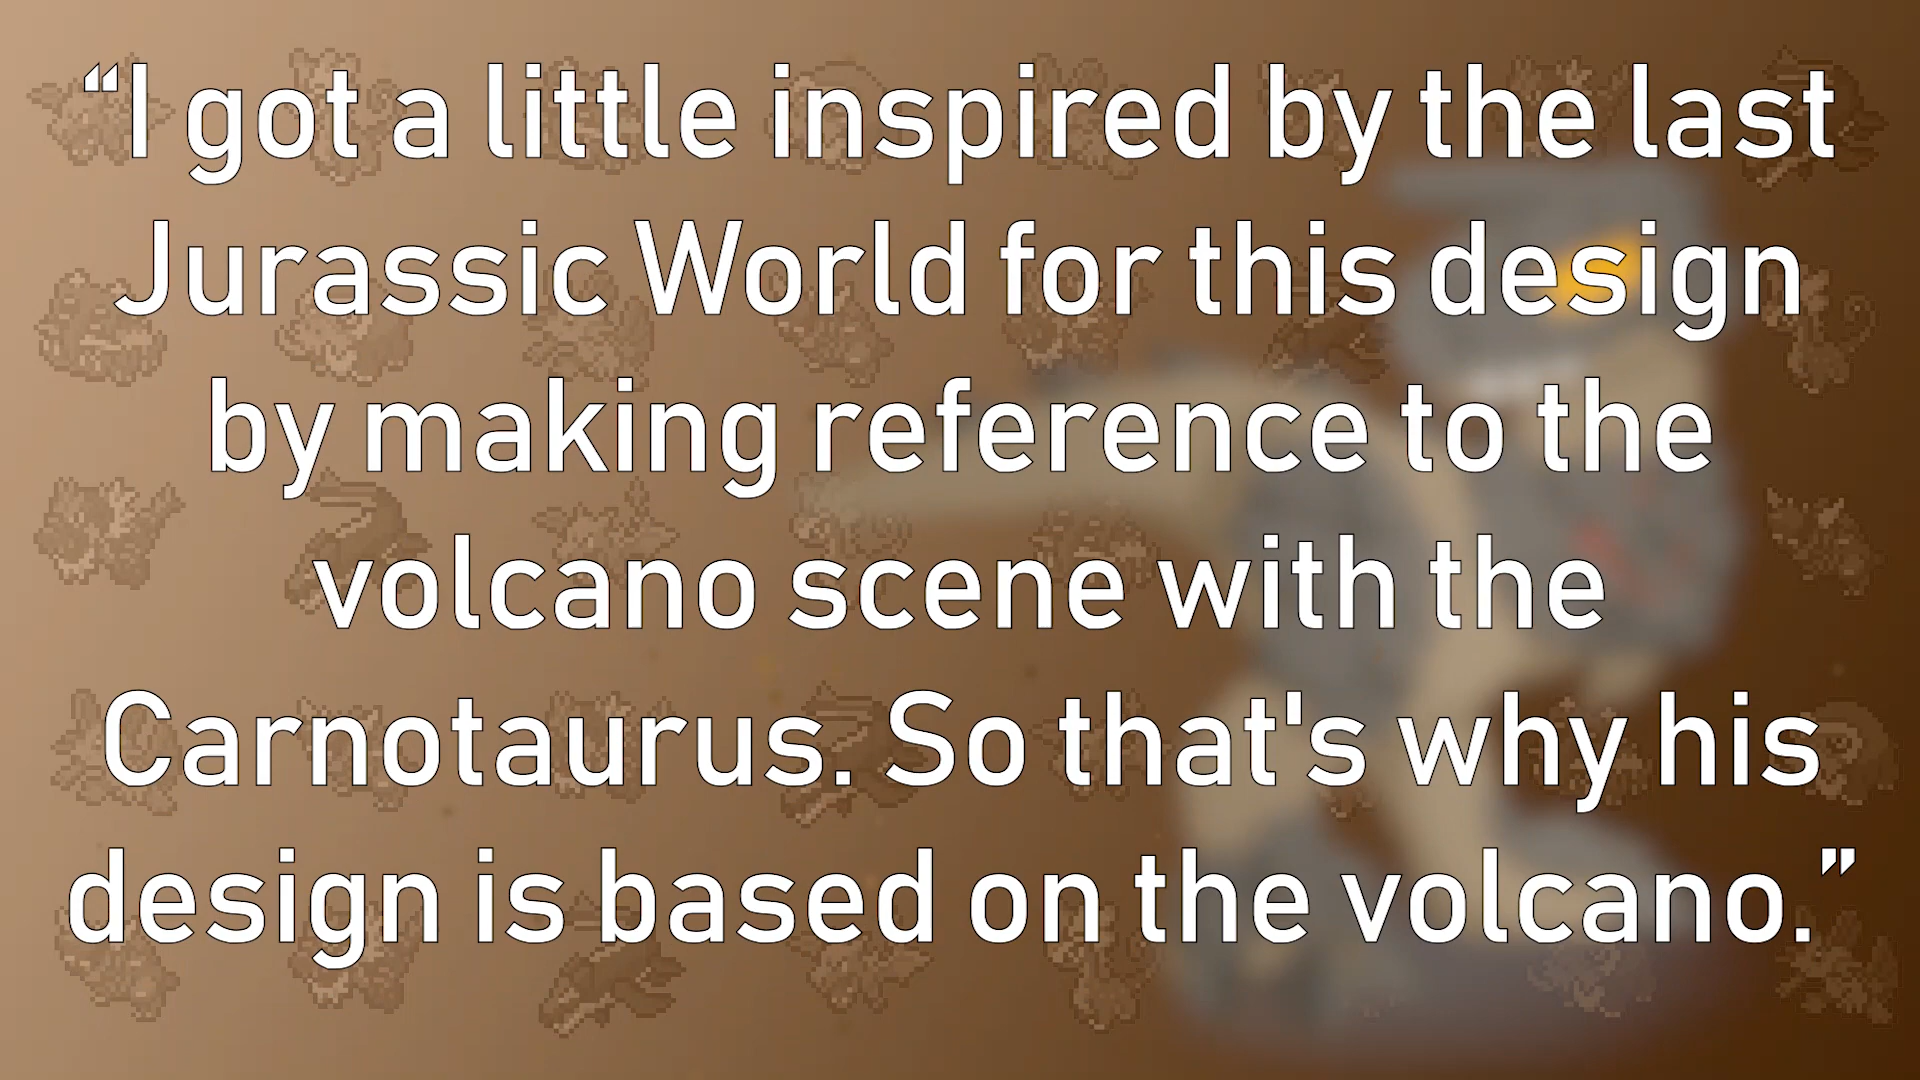 “I got a little inspired by the last
Jurassic World for this design
by making reference to the
volcano scene with the
Carnotaurus. So that's why his
design is based on the volcano.”